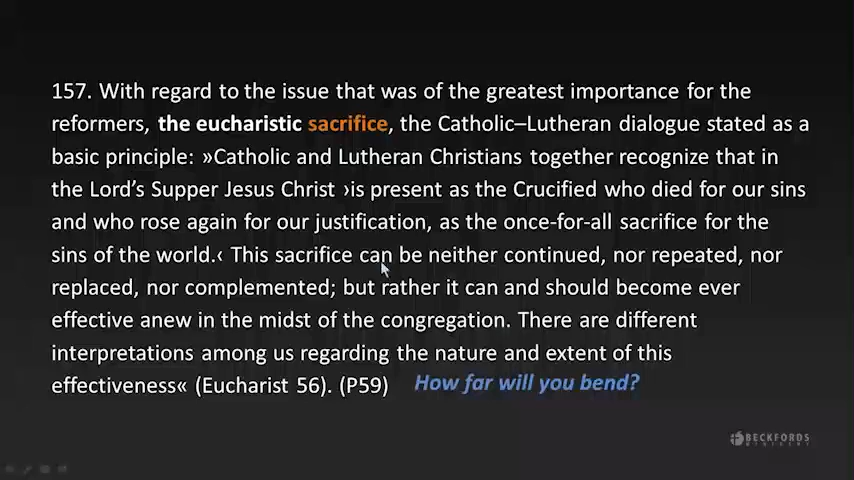 157. With regard to the issue that was of the greatest importance for the
reformers, the eucharistic sacrifice, the Catholic–Lutheran dialogue stated as a
basic principle: »Catholic and Lutheran Christians together recognize that in
the Lord’s Supper Jesus Christ ›is present as the Crucified who died for our sins
and who rose again for our justification, as the once-for-all sacrifice for the
sins of the world.‹ This sacrifice can be neither continued, nor repeated, nor
replaced, nor complemented; but rather it can and should become ever
effective anew in the midst of the congregation. There are different
interpretations among us regarding the nature and extent of this
effectiveness« (Eucharist 56). (P59) How far will you bend?
BECKFORDS
MINISTRY